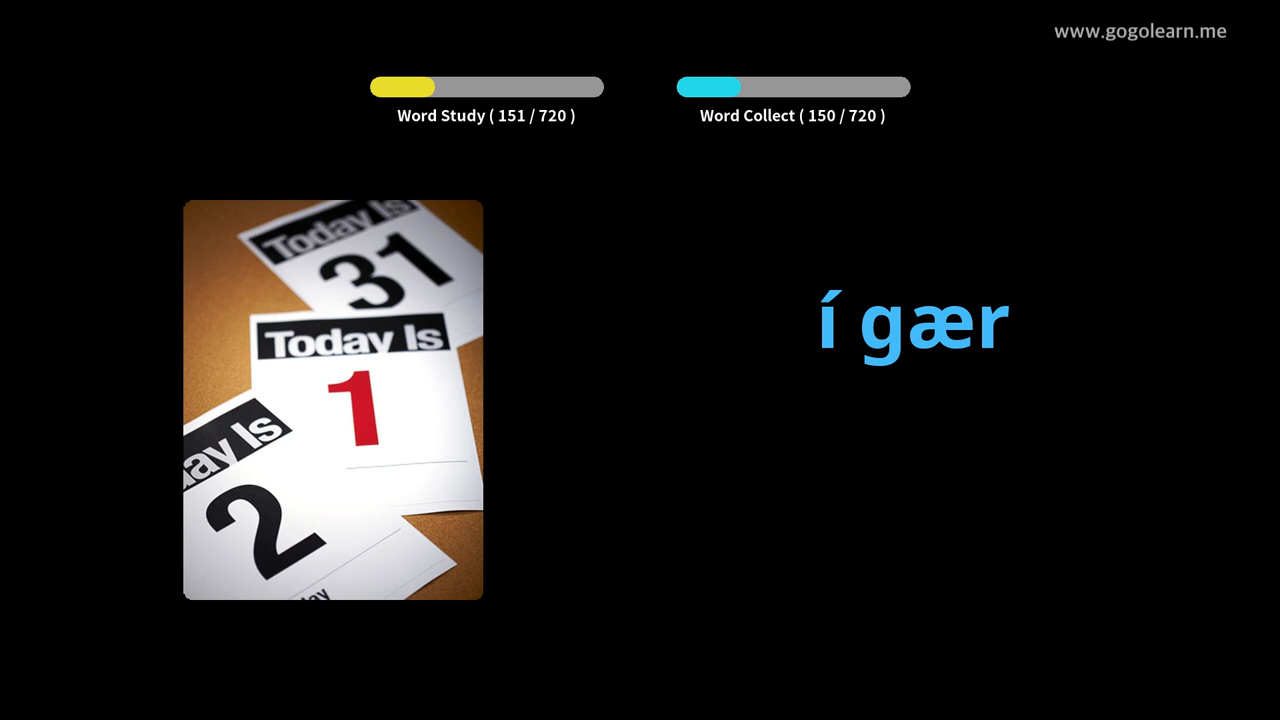 www.gogolearn.me
Word Study ( 151 / 720 )
Word Collect ( 150 / 720 )
Today Is
31
Today Is
1
í gær
ay Is
2
ay